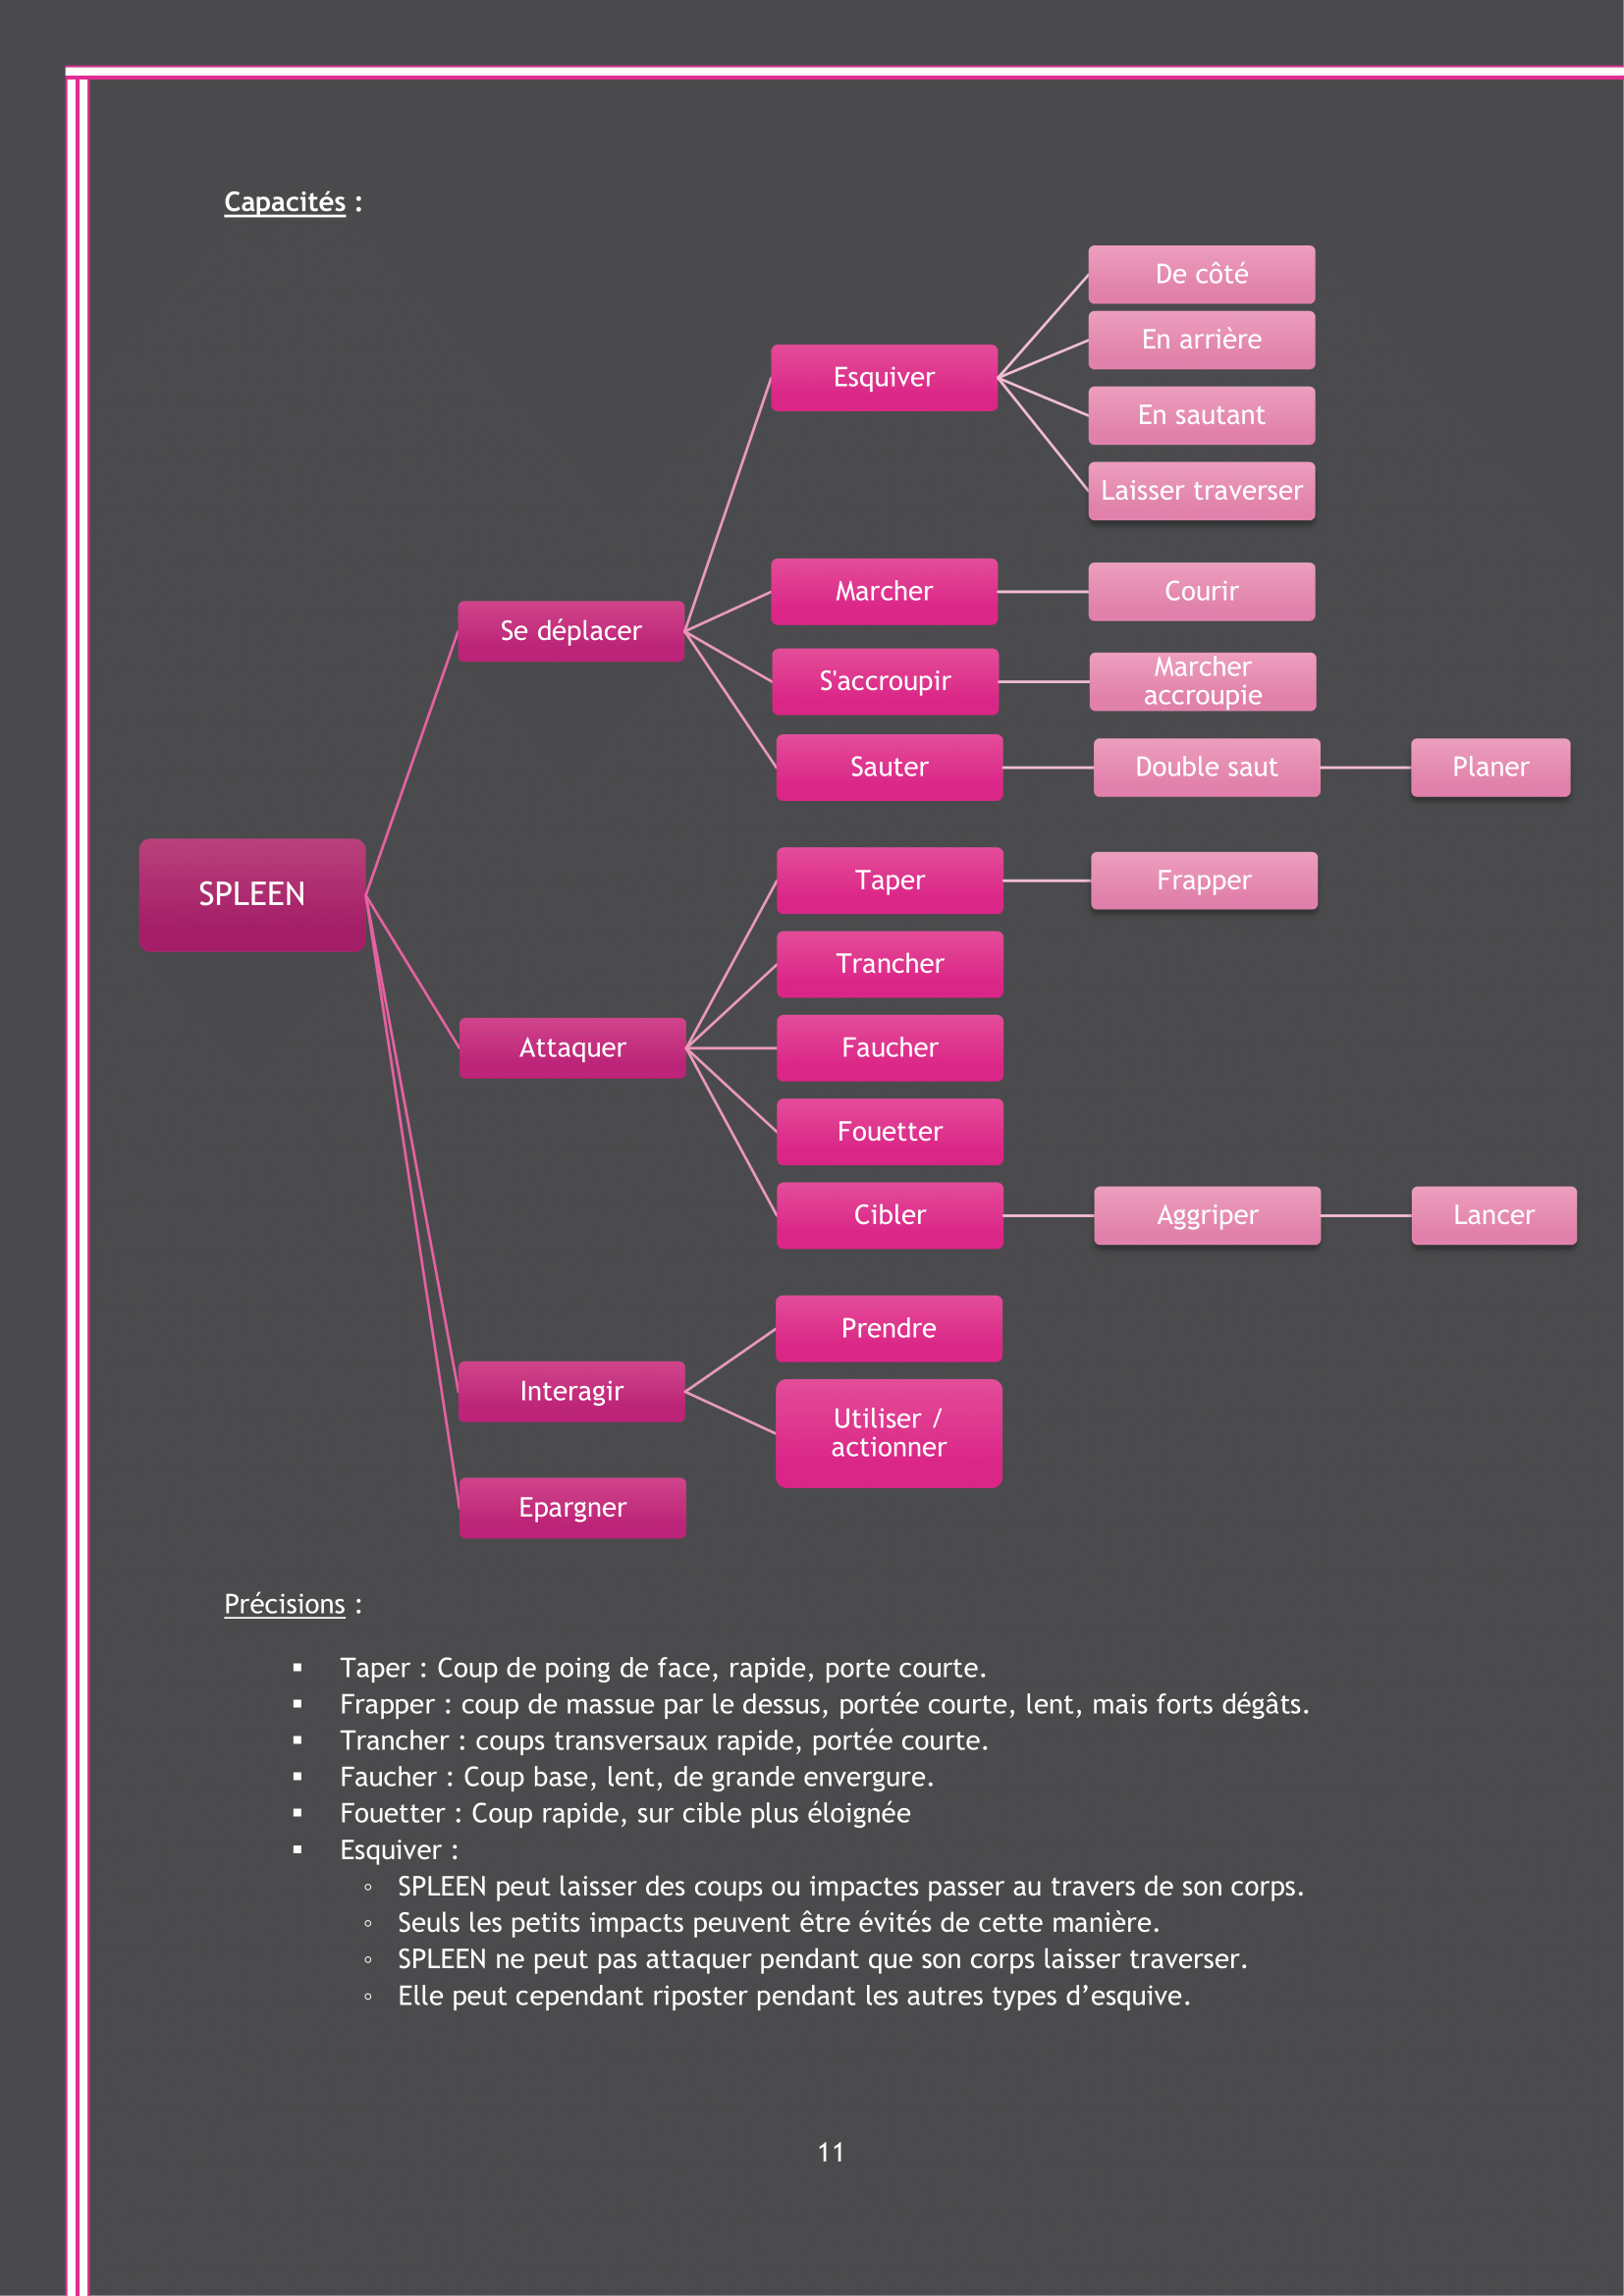 Capacités :
De côté
En arrière
Esquiver
En sautant
Laisser traverser
Marcher
Courir
Se déplacer
S'accroupir
Marcher
accroupie
Sauter
Double saut
Planer
SPLEEN
Taper
Frapper
Trancher
Attaquer
Faucher
Fouetter
Cibler
Aggriper
Lancer
Prendre
Interagir
Utiliser /
actionner
Epargner
Précisions :
▪ Taper : Coup de poing de face, rapide, porte courte.
▪ Frapper : coup de massue par le dessus, portée courte, lent, mais forts dégâts.
▪ Trancher : coups transversaux rapide, portée courte.
▪ Faucher : Coup base, lent, de grande envergure.
▪ Fouetter : Coup rapide, sur cible plus éloignée
▪ Esquiver :
◦ SPLEEN peut laisser des coups ou impactes passer au travers de son corps.
◦ Seuls les petits impacts peuvent être évités de cette manière.
◦ SPLEEN ne peut pas attaquer pendant que son corps laisser traverser.
◦ Elle peut cependant riposter pendant les autres types d’esquive.
11